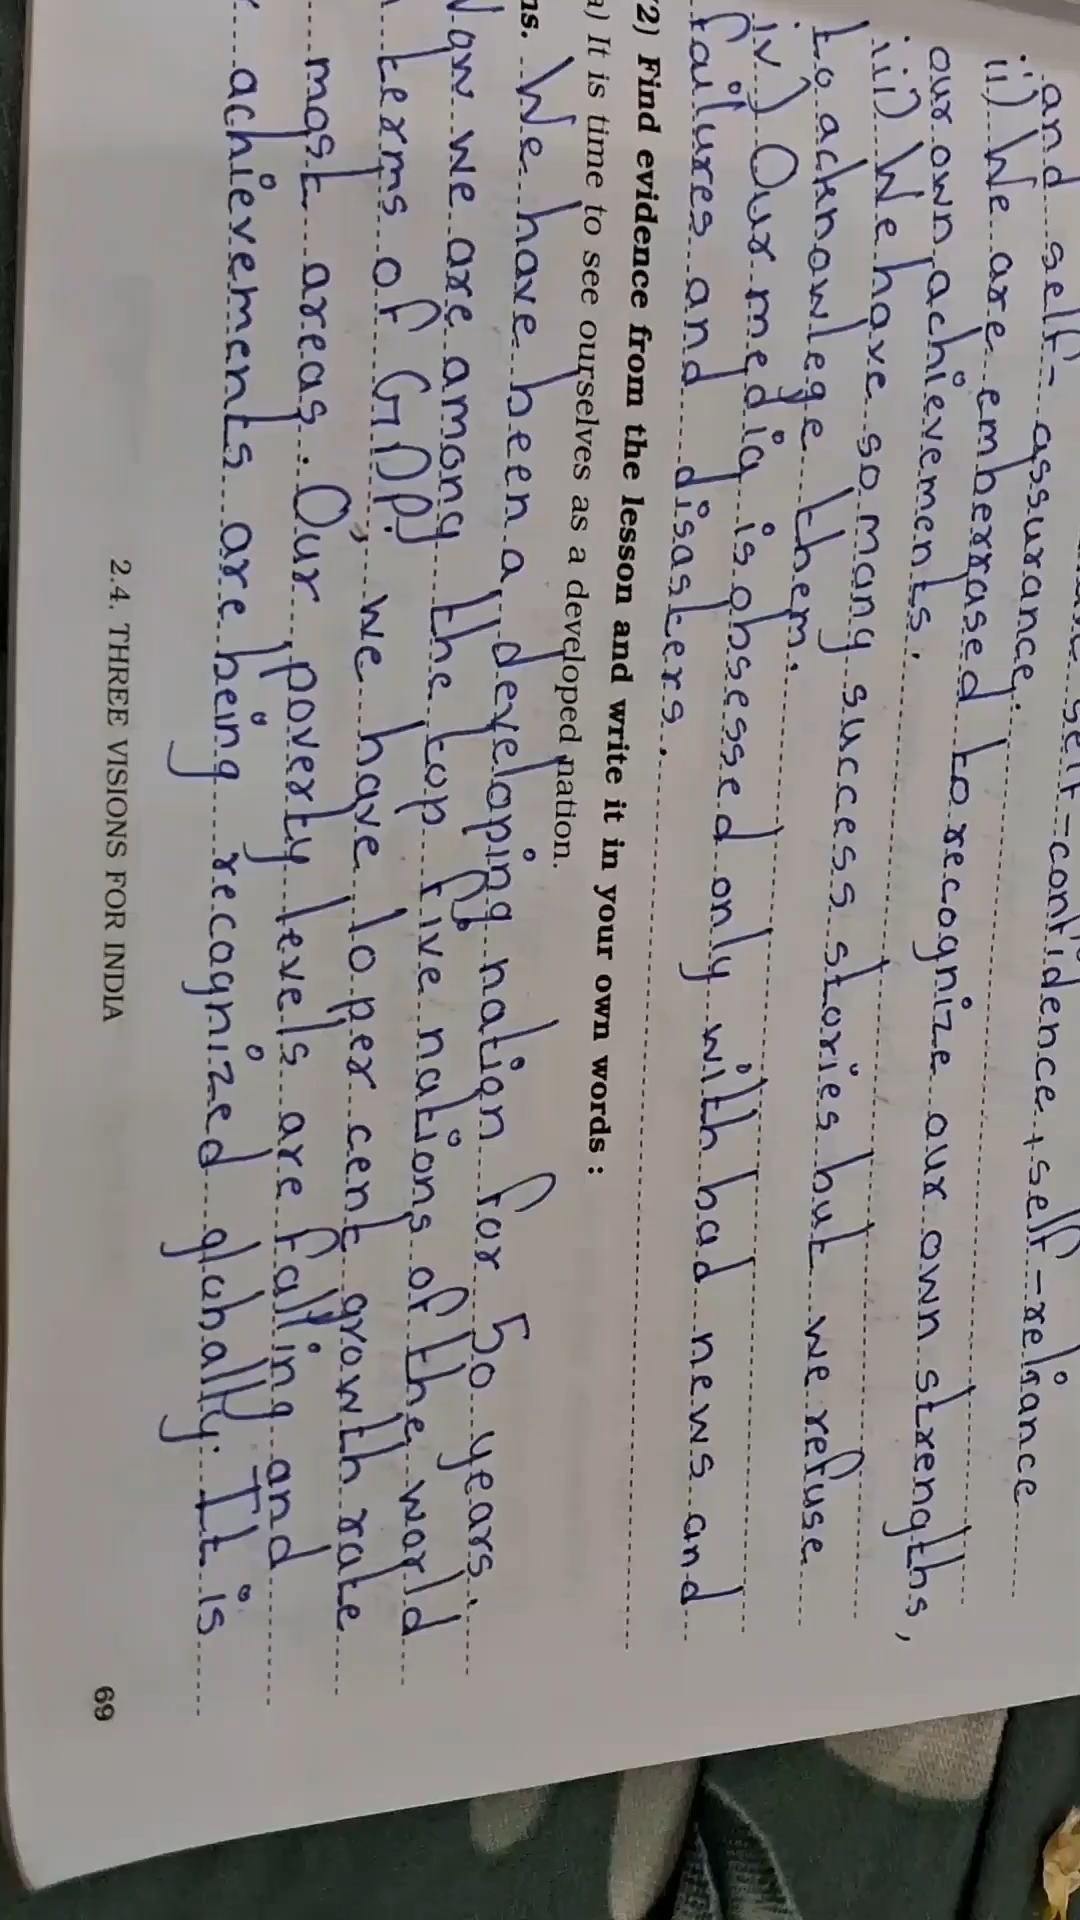 self-confidence, self-reliance
and self-assurance.
ii) We are emberrased to recognize our own strengths,
our own achievements.
iii) We have so many success stories but we refuse
to acknowlege them.
iv) Our media is obsessed only with bad news and
failures and disasters.
2) Find evidence from the lesson and write it in your own words :
a) It is time to see ourselves as a developed nation.
ns. We have been a developing nation for 50 years.
Now we are among the top five nations of the world
terms of GDP, we have 10 per cent growth rate
most areas. Our poverty levels are falling and
achievements are being recognized globally. It is
2.4. THREE VISIONS FOR INDIA
69